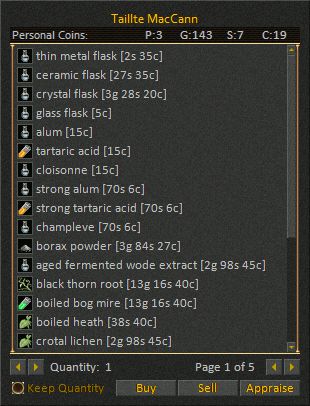 Taillte MacCann
Personal Coins: P:3 G:143 S:7 C:19
thin metal flask [2s 35c]
ceramic flask [27s 35c]
crystal flask [3g 28s 20c]
glass flask [5c]
alum [15c]
tartaric acid [15c]
cloisonne [15c]
strong alum [70s 6c]
strong tartaric acid [70s 6c]
champleve [70s 6c]
borax powder [3g 84s 27c]
aged fermented wode extract [2g 98s 45c]
black thorn root [13g 16s 40c]
boiled bog mire [13g 16s 40c]
boiled heath [38s 40c]
crotal lichen [2g 98s 45c]
Quantity: 1 Page 1 of 5
Keep Quantity Buy Sell Appraise